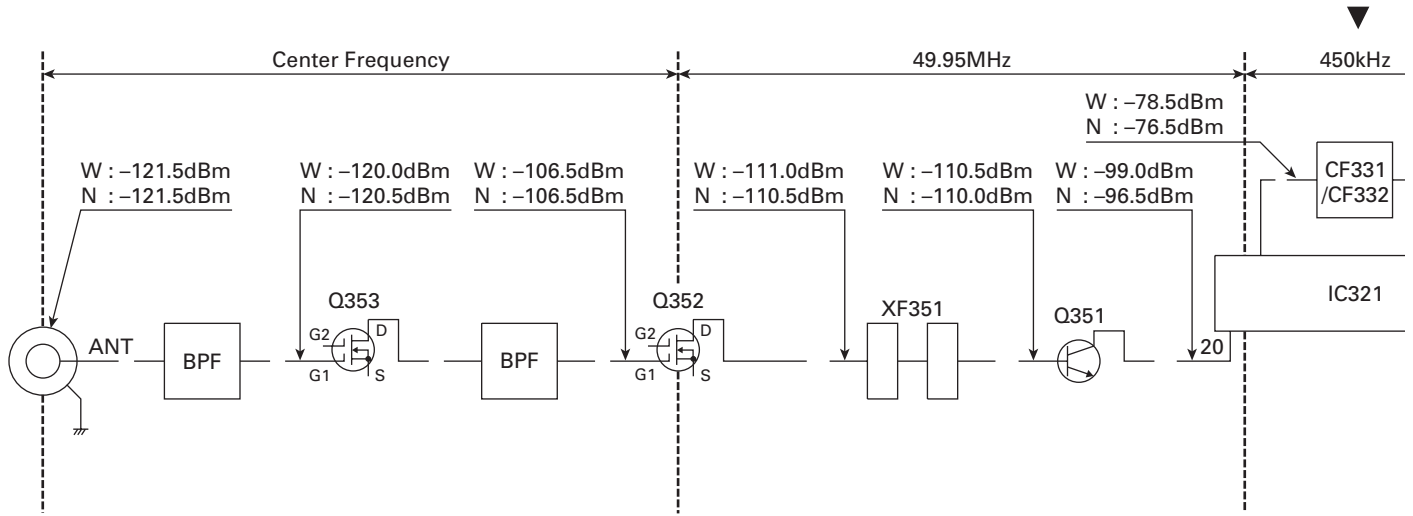 Center Frequency
49.95MHz
450kHz
W : –78.5dBm
N : –76.5dBm
W : –121.5dBm
N : –121.5dBm
W : –120.0dBm
N : –120.5dBm
W : –106.5dBm
N : –106.5dBm
W : –111.0dBm
N : –110.5dBm
W : –110.5dBm
N : –110.0dBm
W : –99.0dBm
N : –96.5dBm
CF331
/CF332
IC321
Q353
Q352
XF351
Q351
ANT
BPF
G2
D
G1
S
BPF
G2
D
G1
S
20